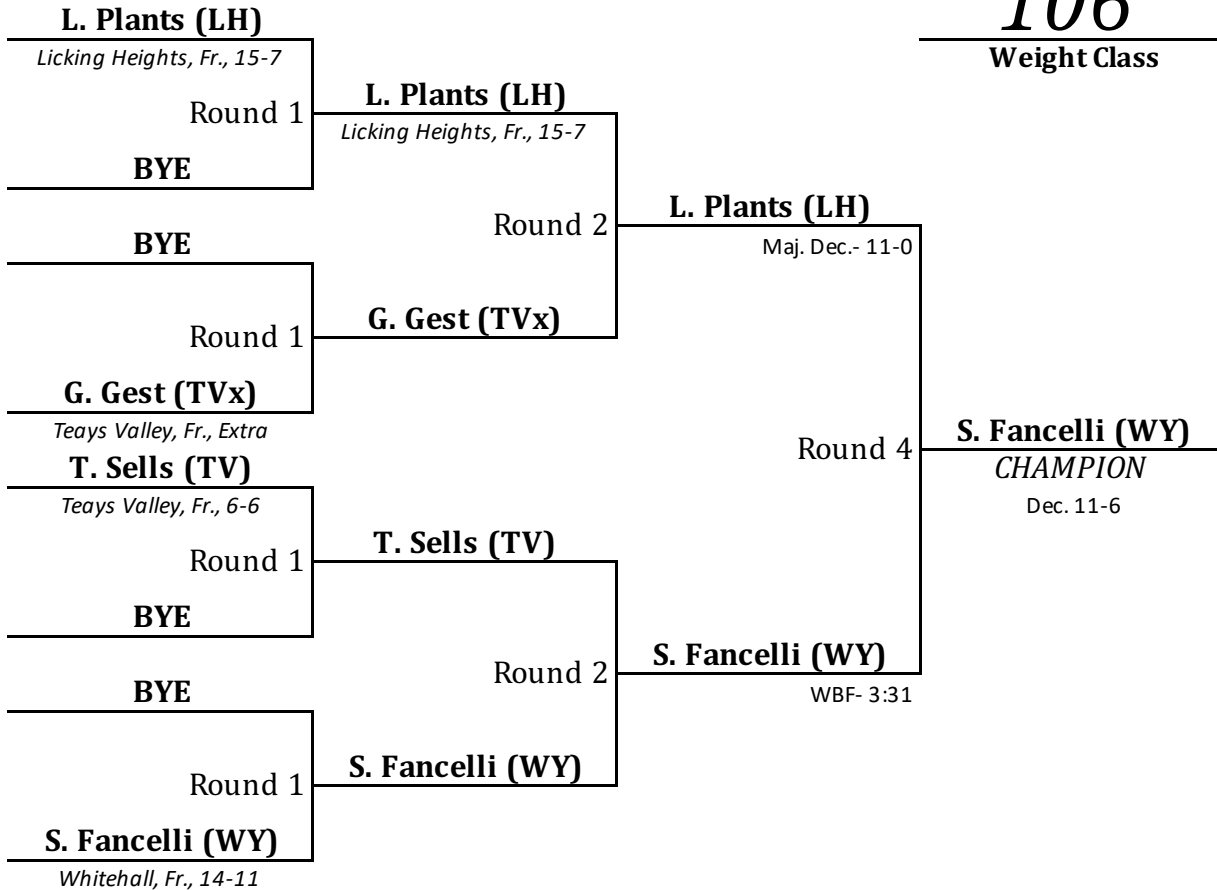 L. Plants (LH)
Licking Heights, Fr., 15-7
Round 1
BYE
BYE
Round 1
G. Gest (TVx)
Teays Valley, Fr., Extra
T. Sells (TV)
Teays Valley, Fr., 6-6
Round 1
BYE
BYE
Round 1
S. Fancelli (WY)
Whitehall, Fr., 14-11
L. Plants (LH)
Licking Heights, Fr., 15-7
Round 2
G. Gest (TVx)
T. Sells (TV)
Round 2
S. Fancelli (WY)
L. Plants (LH)
Maj. Dec.- 11-0
Round 4
S. Fancelli (WY)
WBF- 3:31
106
Weight Class
S. Fancelli (WY)
CHAMPION
Dec. 11-6